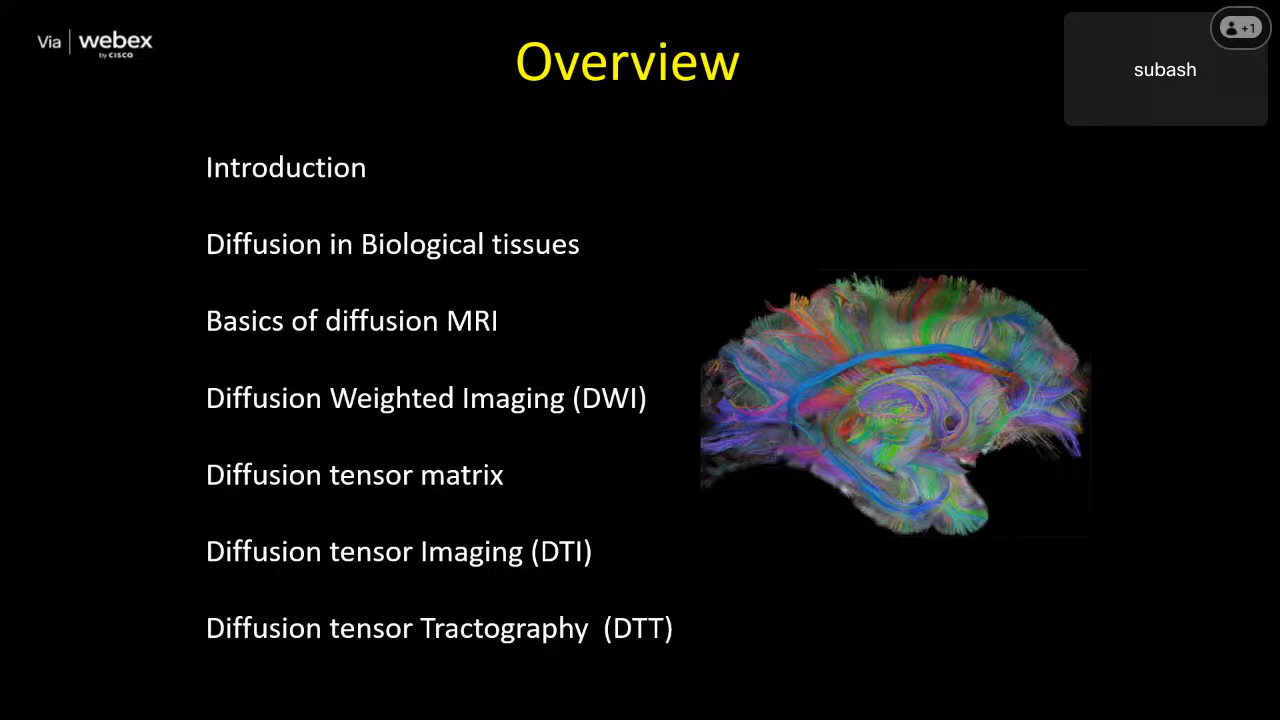 Via webex
by CISCO
Overview
+1
subash
Introduction
Diffusion in Biological tissues
Basics of diffusion MRI
Diffusion Weighted Imaging (DWI)
Diffusion tensor matrix
Diffusion tensor Imaging (DTI)
Diffusion tensor Tractography (DTT)